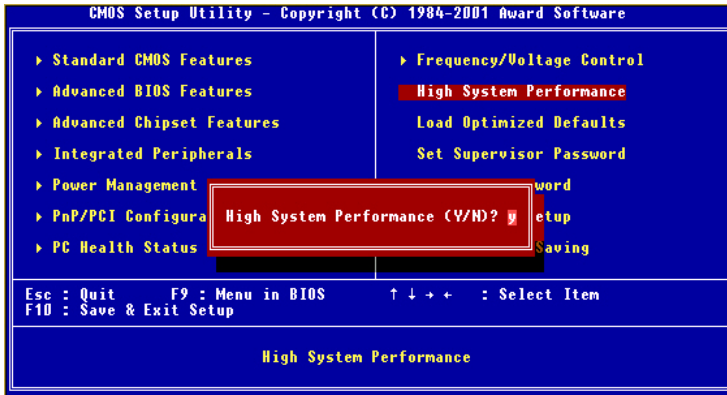 CMOS Setup Utility – Copyright (C) 1984-2001 Award Software
▸ Standard CMOS Features
▸ Advanced BIOS Features
▸ Advanced Chipset Features
▸ Integrated Peripherals
▸ Power Management
▸ PnP/PCI Configura
▸ PC Health Status
▸ Frequency/Voltage Control
High System Performance
Load Optimized Defaults
Set Supervisor Password
word
etup
Saving
High System Performance (Y/N)? y
Esc : Quit F9 : Menu in BIOS ↑ ↓ → ← : Select Item
F10 : Save & Exit Setup
High System Performance